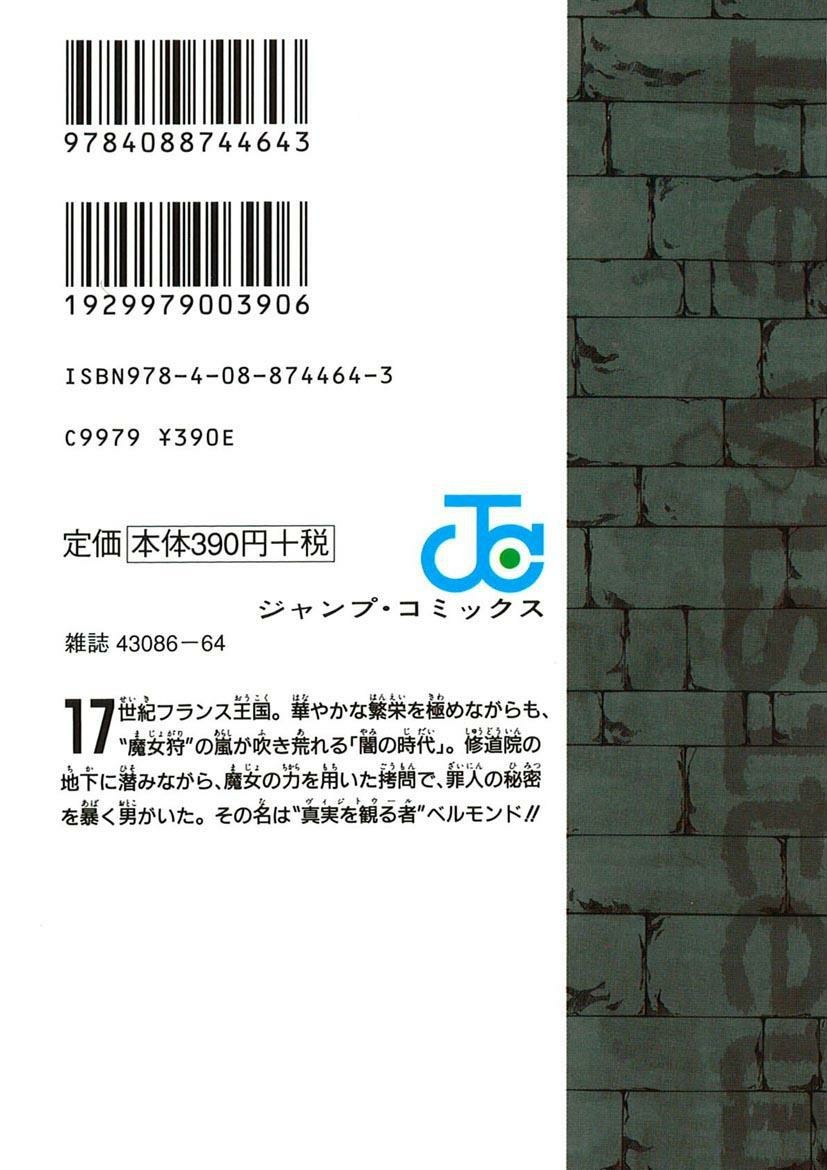 9784088744643
1929979003906
ISBN978-4-08-874464-3
C9979 ¥390E
定価 本体390円+税
ジャンプ・コミックス
雑誌 43086-64
17世紀フランス王国。華やかな繁栄を極めながらも、
“魔女狩”の嵐が吹き荒れる「闇の時代」。修道院の
地下に潜みながら、魔女の力を用いた拷問で、罪人の秘密
を暴く男がいた。その名は“真実を観る者”ベルモンド!!
Le Visiteur